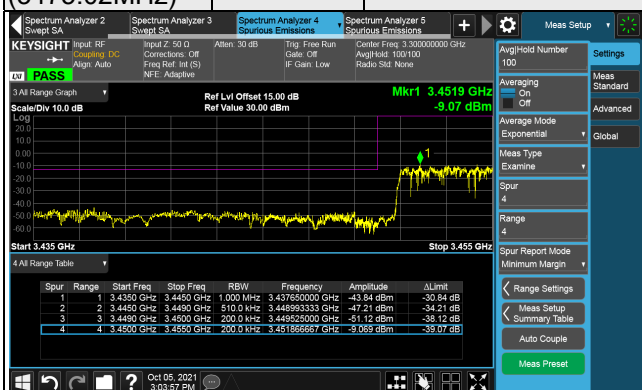 (3475.02MHz)
Spectrum Analyzer 2
Swept SA
Spectrum Analyzer 3
Swept SA
Spectrum Analyzer 4
Spurious Emissions
Spectrum Analyzer 5
Spurious Emissions
+
Meas Setup
KEYSIGHT
Input: RF
Coupling: DC
Align: Auto
Input Z: 50 Ω
Corrections: Off
Freq Ref: Int (S)
NFE: Adaptive
Atten: 30 dB
Trig: Free Run
Gate: Off
IF Gain: Low
Center Freq: 3.300000000 GHz
Avg|Hold: 100/100
Radio Std: None
LXI PASS
3 All Range Graph
Scale/Div 10.0 dB
Ref Lvl Offset 15.00 dB
Ref Value 30.00 dBm
Mkr1 3.4519 GHz
-9.07 dBm
Log
20.0
10.0
0.00
-10.0
-20.0
-30.0
-40.0
-50.0
-60.0
1
Start 3.435 GHz
Stop 3.455 GHz
4 All Range Table
Spur Range Start Freq Stop Freq RBW Frequency Amplitude ΔLimit
1 1 3.4350 GHz 3.4450 GHz 1.000 MHz 3.437650000 GHz -43.84 dBm -30.84 dB
2 2 3.4450 GHz 3.4490 GHz 510.0 kHz 3.448993333 GHz -47.21 dBm -34.21 dB
3 3 3.4490 GHz 3.4500 GHz 200.0 kHz 3.449525000 GHz -51.12 dBm -38.12 dB
4 4 3.4500 GHz 3.4550 GHz 200.0 kHz 3.451866667 GHz -9.069 dBm -39.07 dB
Avg|Hold Number
100
Averaging
On
Off
Average Mode
Exponential
Meas Type
Examine
Spur
4
Range
4
Spur Report Mode
Minimum Margin
Range Settings
Meas Setup
Summary Table
Auto Couple
Meas Preset
Settings
Meas
Standard
Advanced
Global
?
Oct 05, 2021
3:03:57 PM